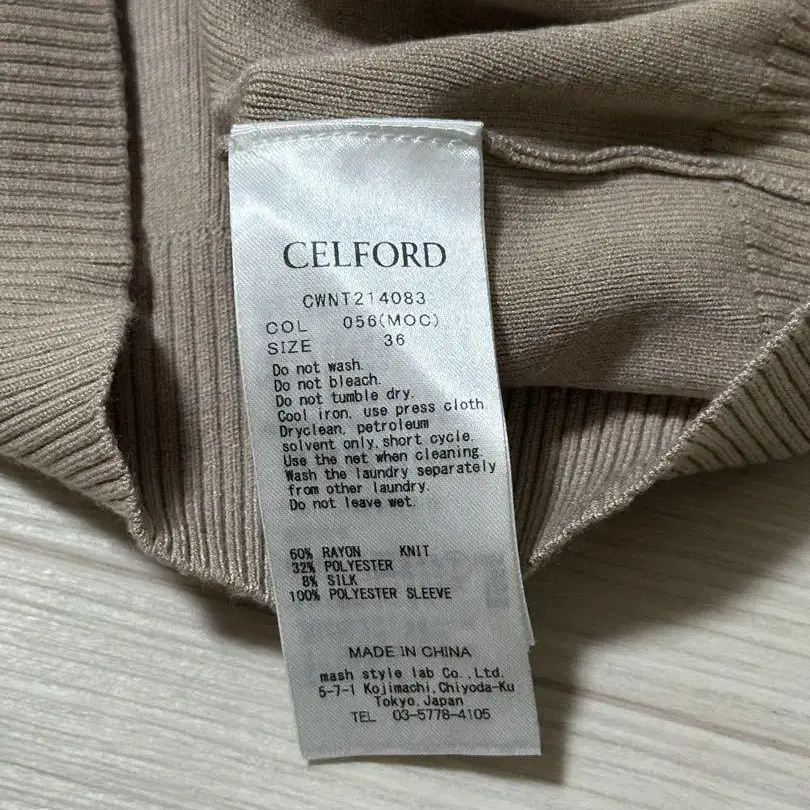 CELFORD
CWNT214083
COL 056(MOC)
SIZE 36
Do not wash.
Do not bleach.
Do not tumble dry.
Cool iron, use press cloth.
Dryclean, petroleum
solvent only,short cycle.
Use the net when cleaning.
Wash the laundry separately
from other laundry.
Do not leave wet.
60% RAYON KNIT
32% POLYESTER
8% SILK
100% POLYESTER SLEEVE
MADE IN CHINA
mash style lab Co.,Ltd.
5-7-1 Kojimachi,Chiyoda-Ku
Tokyo,Japan
TEL 03-5778-4105